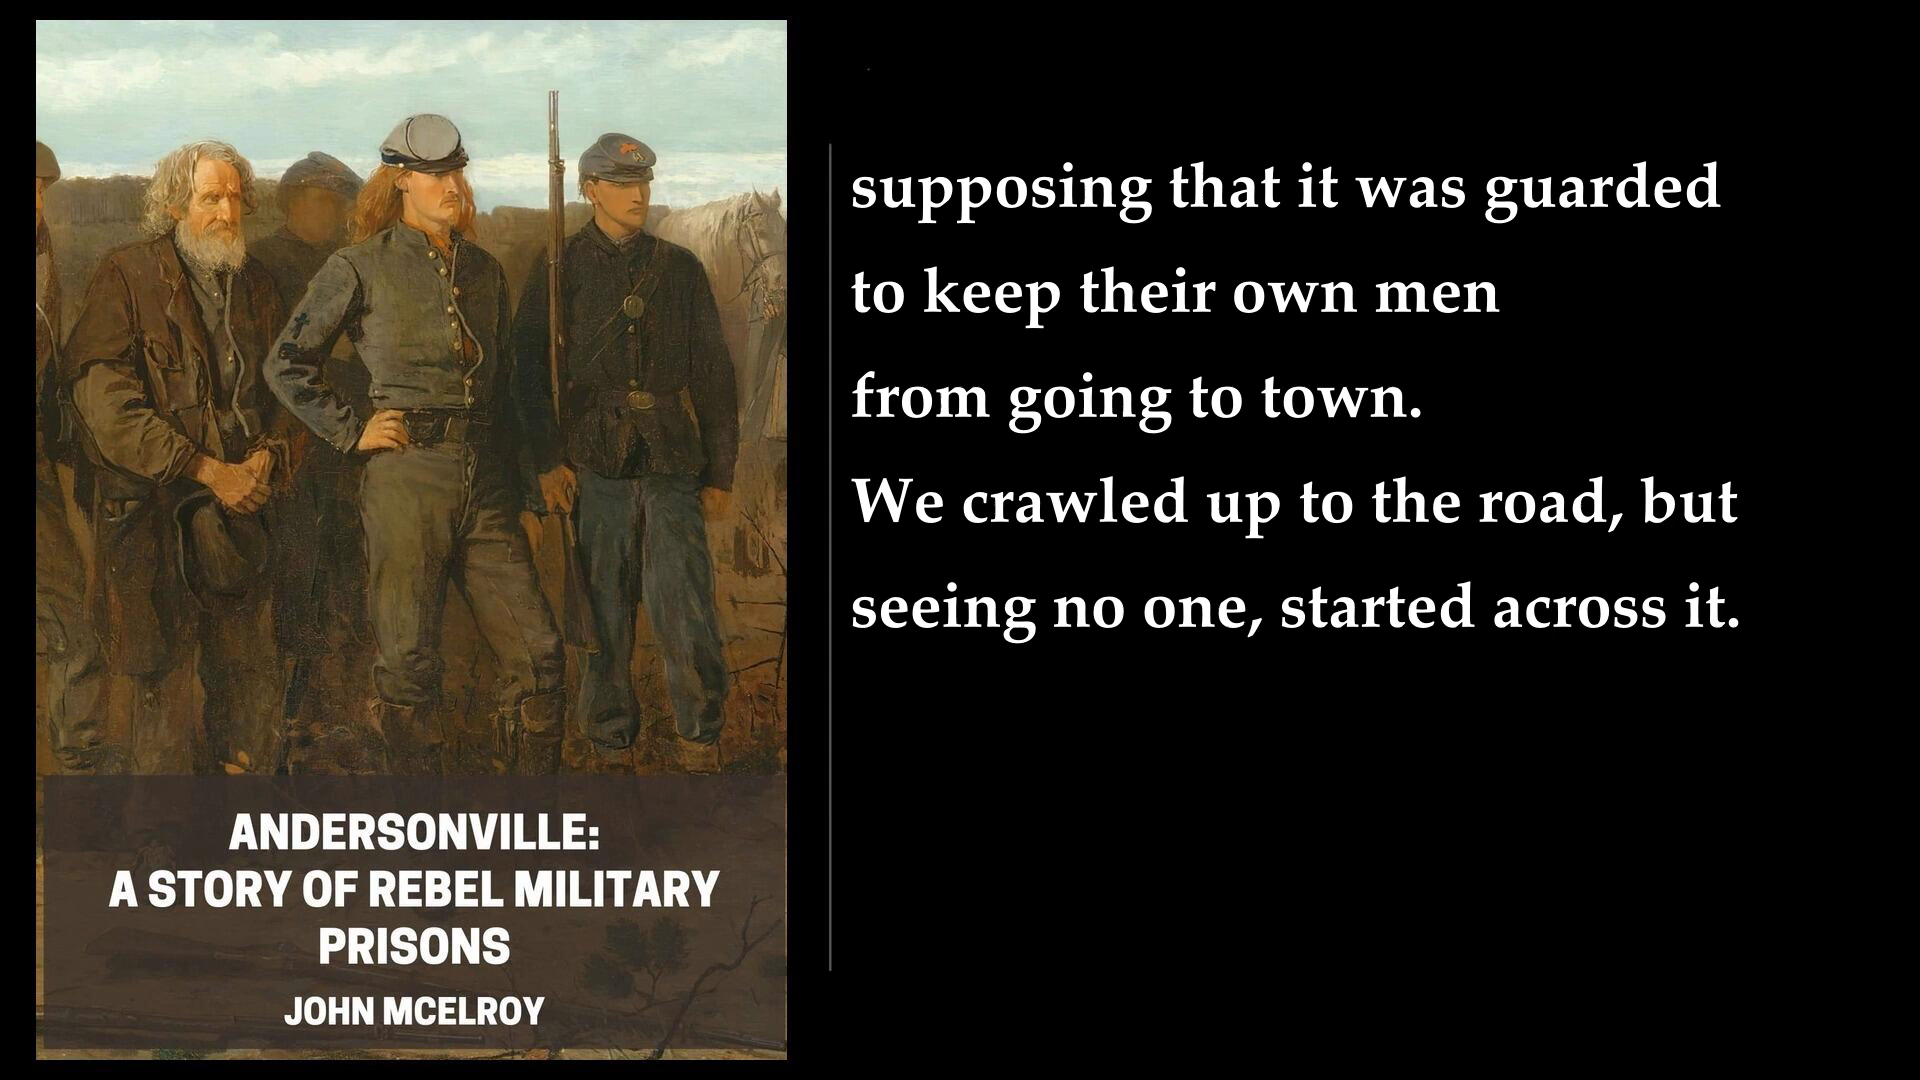 ANDERSONVILLE:
A STORY OF REBEL MILITARY
PRISONS
JOHN MCELROY
supposing that it was guarded
to keep their own men
from going to town.
We crawled up to the road, but
seeing no one, started across it.